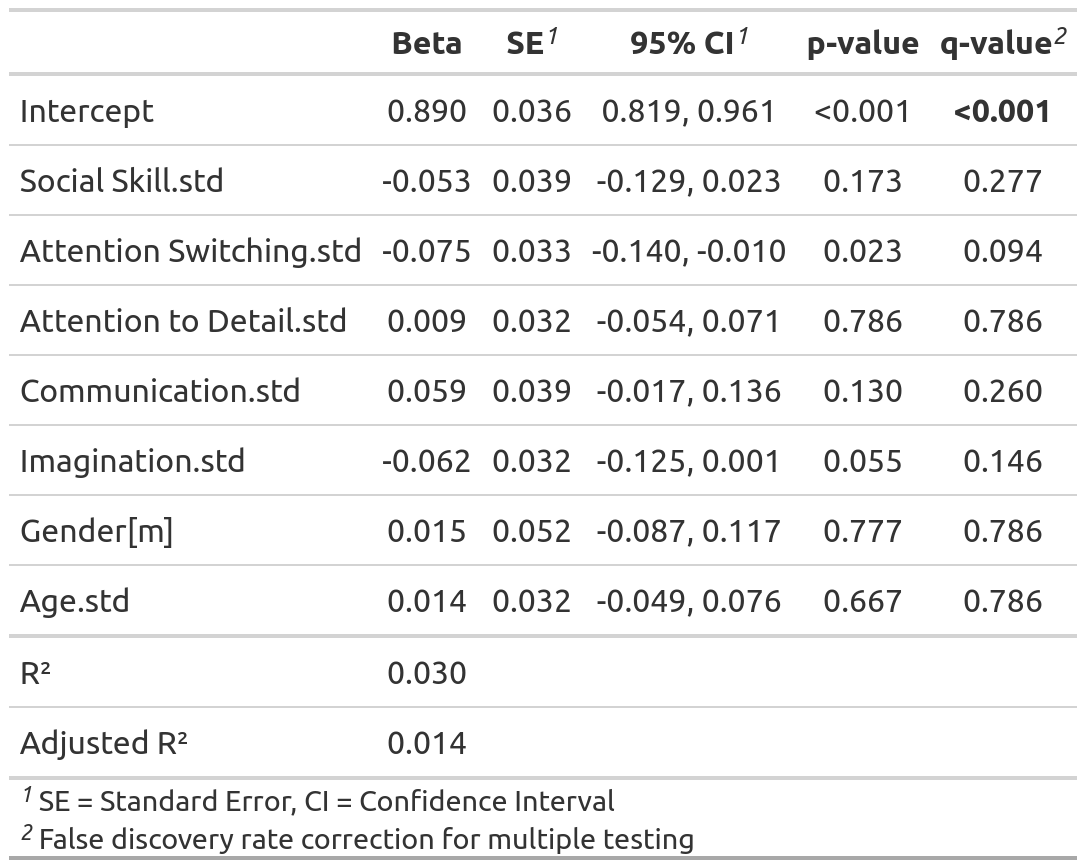 Beta SE¹ 95% CI¹ p-value q-value²
Intercept 0.890 0.036 0.819, 0.961 <0.001 <0.001
Social Skill.std -0.053 0.039 -0.129, 0.023 0.173 0.277
Attention Switching.std -0.075 0.033 -0.140, -0.010 0.023 0.094
Attention to Detail.std 0.009 0.032 -0.054, 0.071 0.786 0.786
Communication.std 0.059 0.039 -0.017, 0.136 0.130 0.260
Imagination.std -0.062 0.032 -0.125, 0.001 0.055 0.146
Gender[m] 0.015 0.052 -0.087, 0.117 0.777 0.786
Age.std 0.014 0.032 -0.049, 0.076 0.667 0.786
R² 0.030
Adjusted R² 0.014
¹ SE = Standard Error, CI = Confidence Interval
² False discovery rate correction for multiple testing